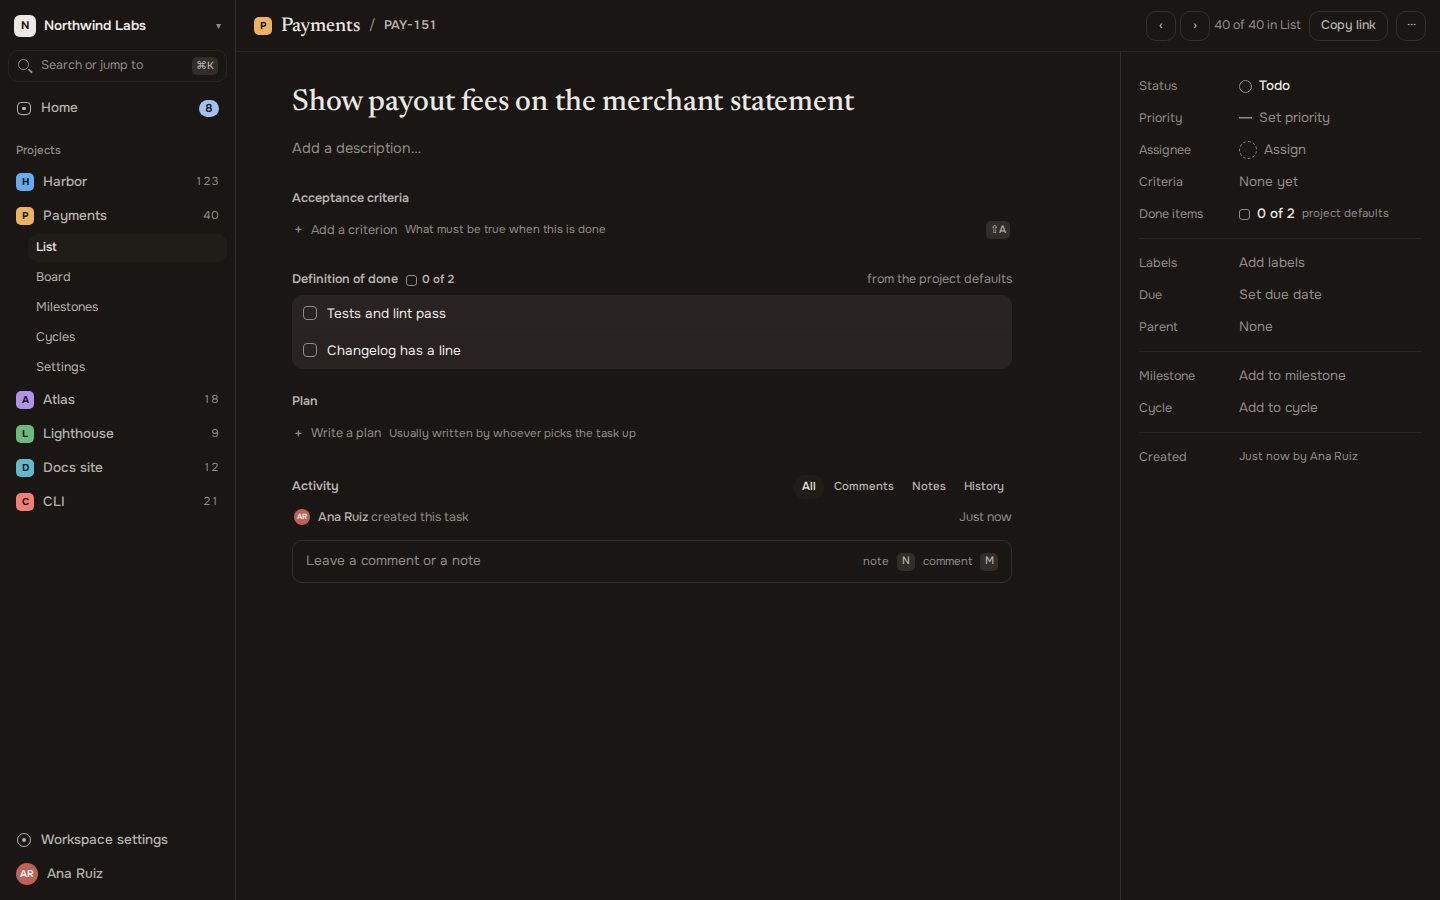 N Northwind Labs
Search or jump to ⌘K
Home 8
Projects
H Harbor 123
P Payments 40
List
Board
Milestones
Cycles
Settings
A Atlas 18
L Lighthouse 9
D Docs site 12
C CLI 21
Workspace settings
AR Ana Ruiz
P Payments / PAY-151
‹ › 40 of 40 in List Copy link ···
Show payout fees on the merchant statement
Add a description...
Acceptance criteria
+ Add a criterion What must be true when this is done ⇧A
Definition of done 0 of 2 from the project defaults
Tests and lint pass
Changelog has a line
Plan
+ Write a plan Usually written by whoever picks the task up
Activity All Comments Notes History
AR Ana Ruiz created this task Just now
Leave a comment or a note note N comment M
Status Todo
Priority Set priority
Assignee Assign
Criteria None yet
Done items 0 of 2 project defaults
Labels Add labels
Due Set due date
Parent None
Milestone Add to milestone
Cycle Add to cycle
Created Just now by Ana Ruiz